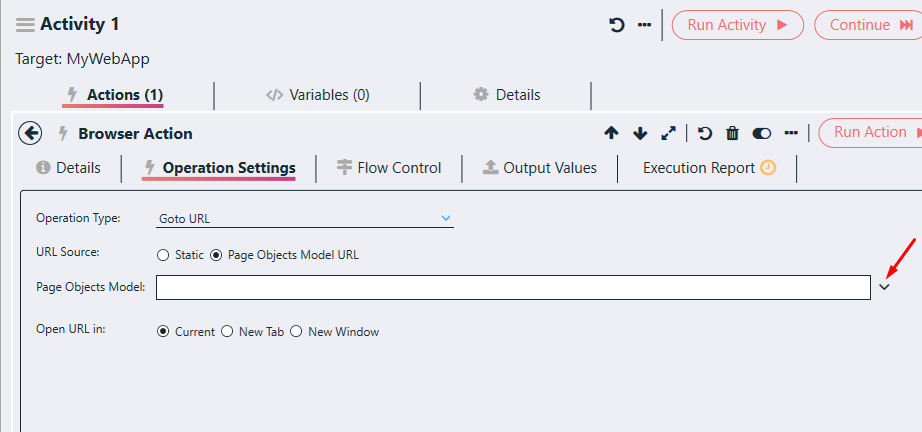 Activity 1
Run Activity
Continue
Target: MyWebApp
Actions (1)
Variables (0)
Details
Browser Action
Run Action
Details
Operation Settings
Flow Control
Output Values
Execution Report
Operation Type:
Goto URL
URL Source:
Static
Page Objects Model URL
Page Objects Model:
Open URL in:
Current
New Tab
New Window